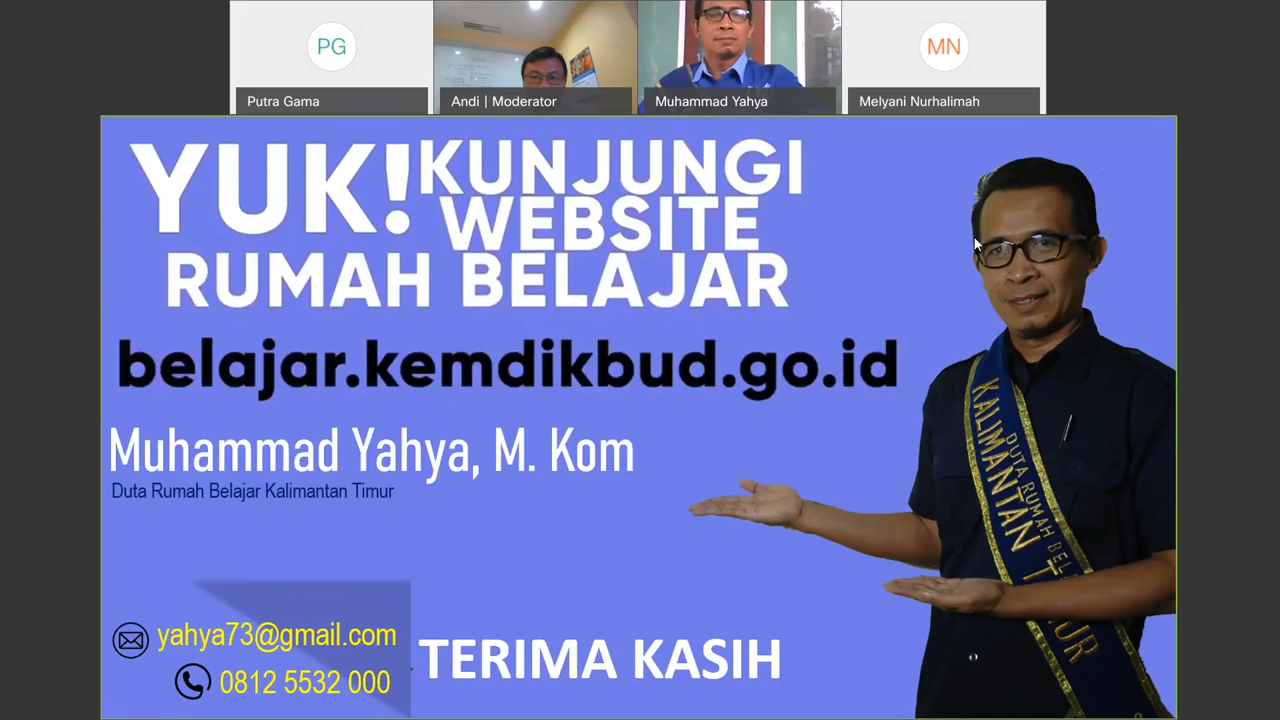 PG
MN
Putra Gama
Andi | Moderator
Muhammad Yahya
Melyani Nurhalimah
YUK! KUNJUNGI
WEBSITE
RUMAH BELAJAR
belajar.kemdikbud.go.id
Muhammad Yahya, M. Kom
Duta Rumah Belajar Kalimantan Timur
yahya73@gmail.com
0812 5532 000
TERIMA KASIH
DUTA RUMAH BEL
KALIMANTAN T UR